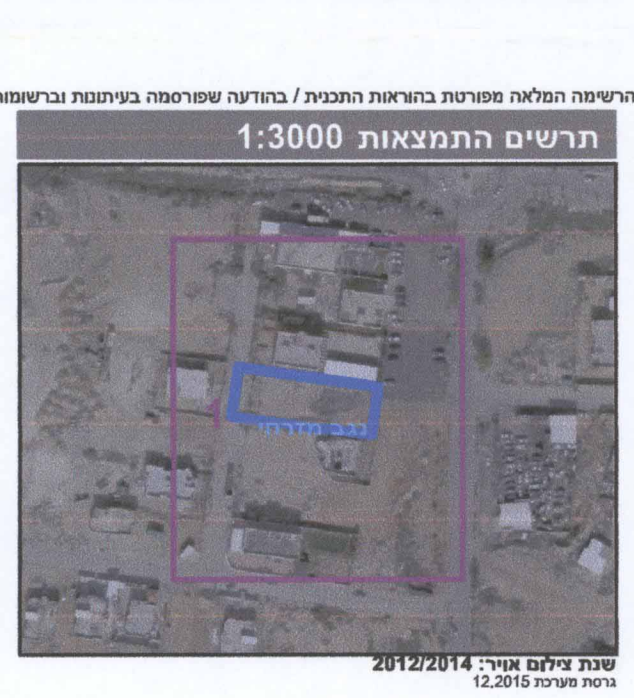 הרשימה המלאה מפורטת בהוראות התכנית / בהודעה שפורסמה בעיתונות וברשומות
תרשים התמצאות 1:3000
נגב מזרחי
שנת צילום אויר: 2012/2014
גרסת מערכת 12.2015